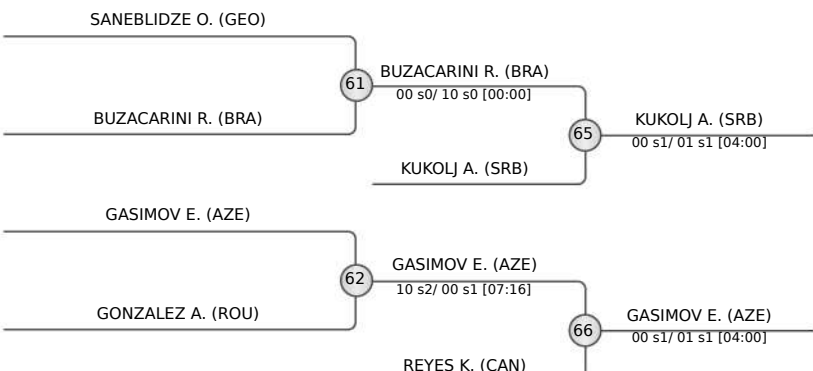 SANEBLIDZE O. (GEO)
61
BUZACARINI R. (BRA)
00 s0/ 10 s0 [00:00]
BUZACARINI R. (BRA)
65
KUKOLJ A. (SRB)
00 s1/ 01 s1 [04:00]
KUKOLJ A. (SRB)
GASIMOV E. (AZE)
62
GASIMOV E. (AZE)
10 s2/ 00 s1 [07:16]
GONZALEZ A. (ROU)
66
GASIMOV E. (AZE)
00 s1/ 01 s1 [04:00]
REYES K. (CAN)